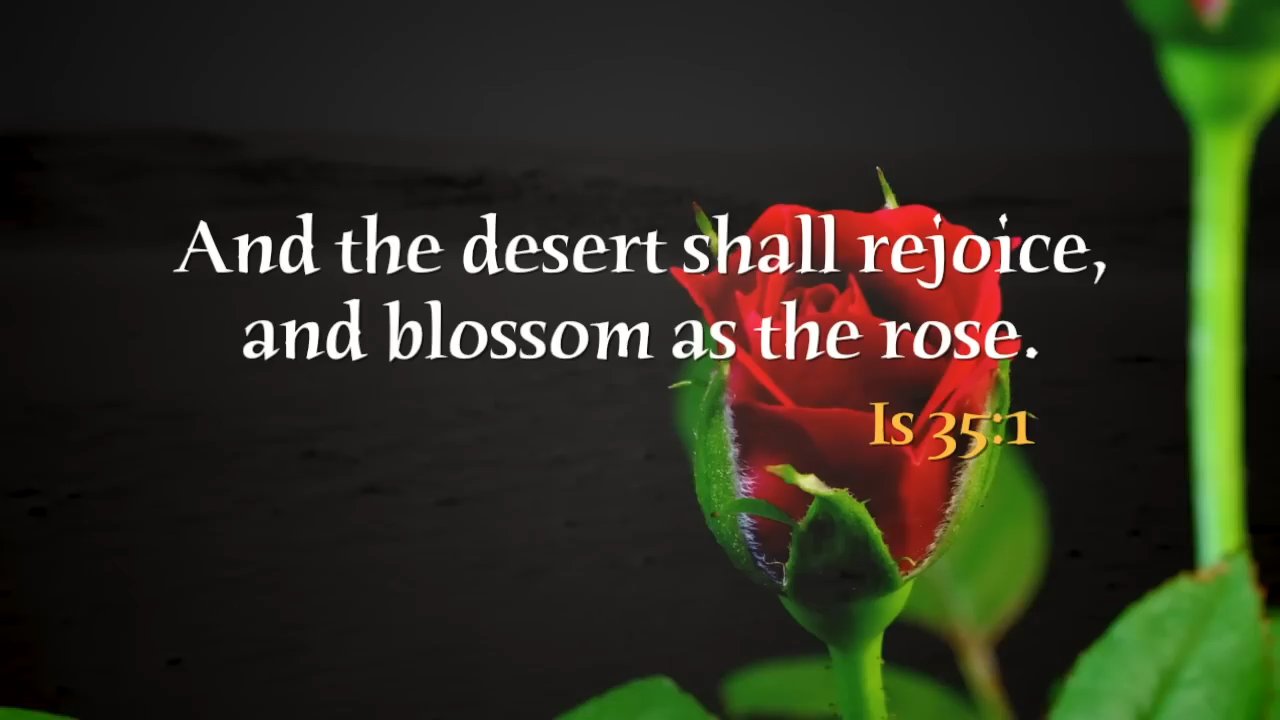 And the desert shall rejoice,
and blossom as the rose.
Is 35:1